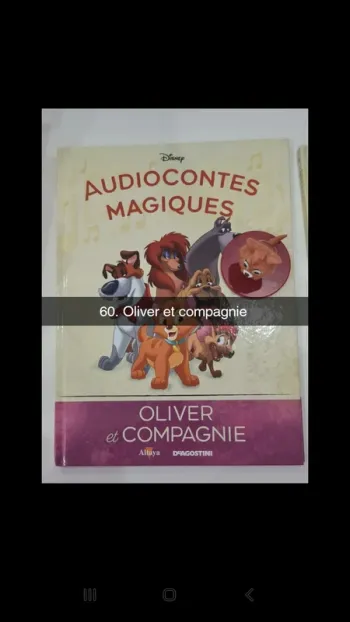 Disney
AUDIOCONTES
MAGIQUES
60. Oliver et compagnie
OLIVER
et COMPAGNIE
Altaya DeAGOSTINI